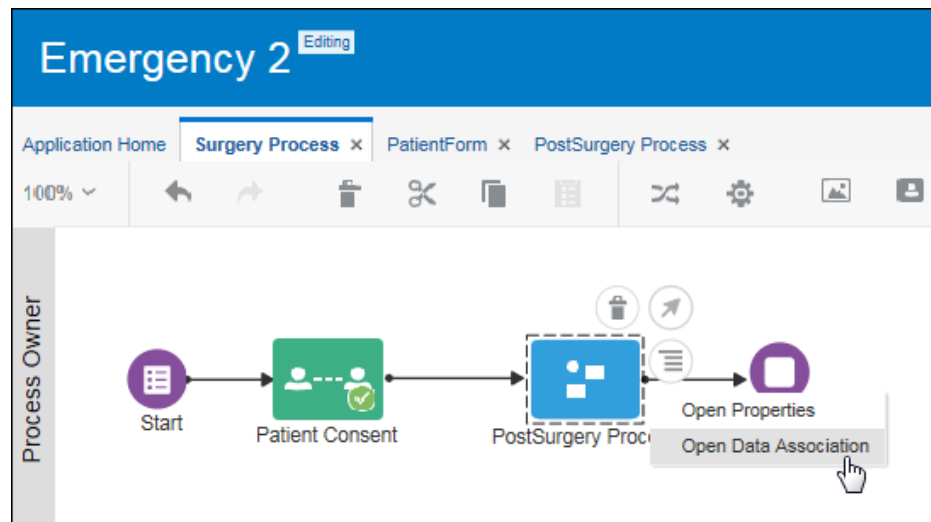 Emergency 2 Editing
Application Home Surgery Process × PatientForm × PostSurgery Process ×
100%
Process Owner
Start
Patient Consent
PostSurgery Proc
Open Properties
Open Data Association